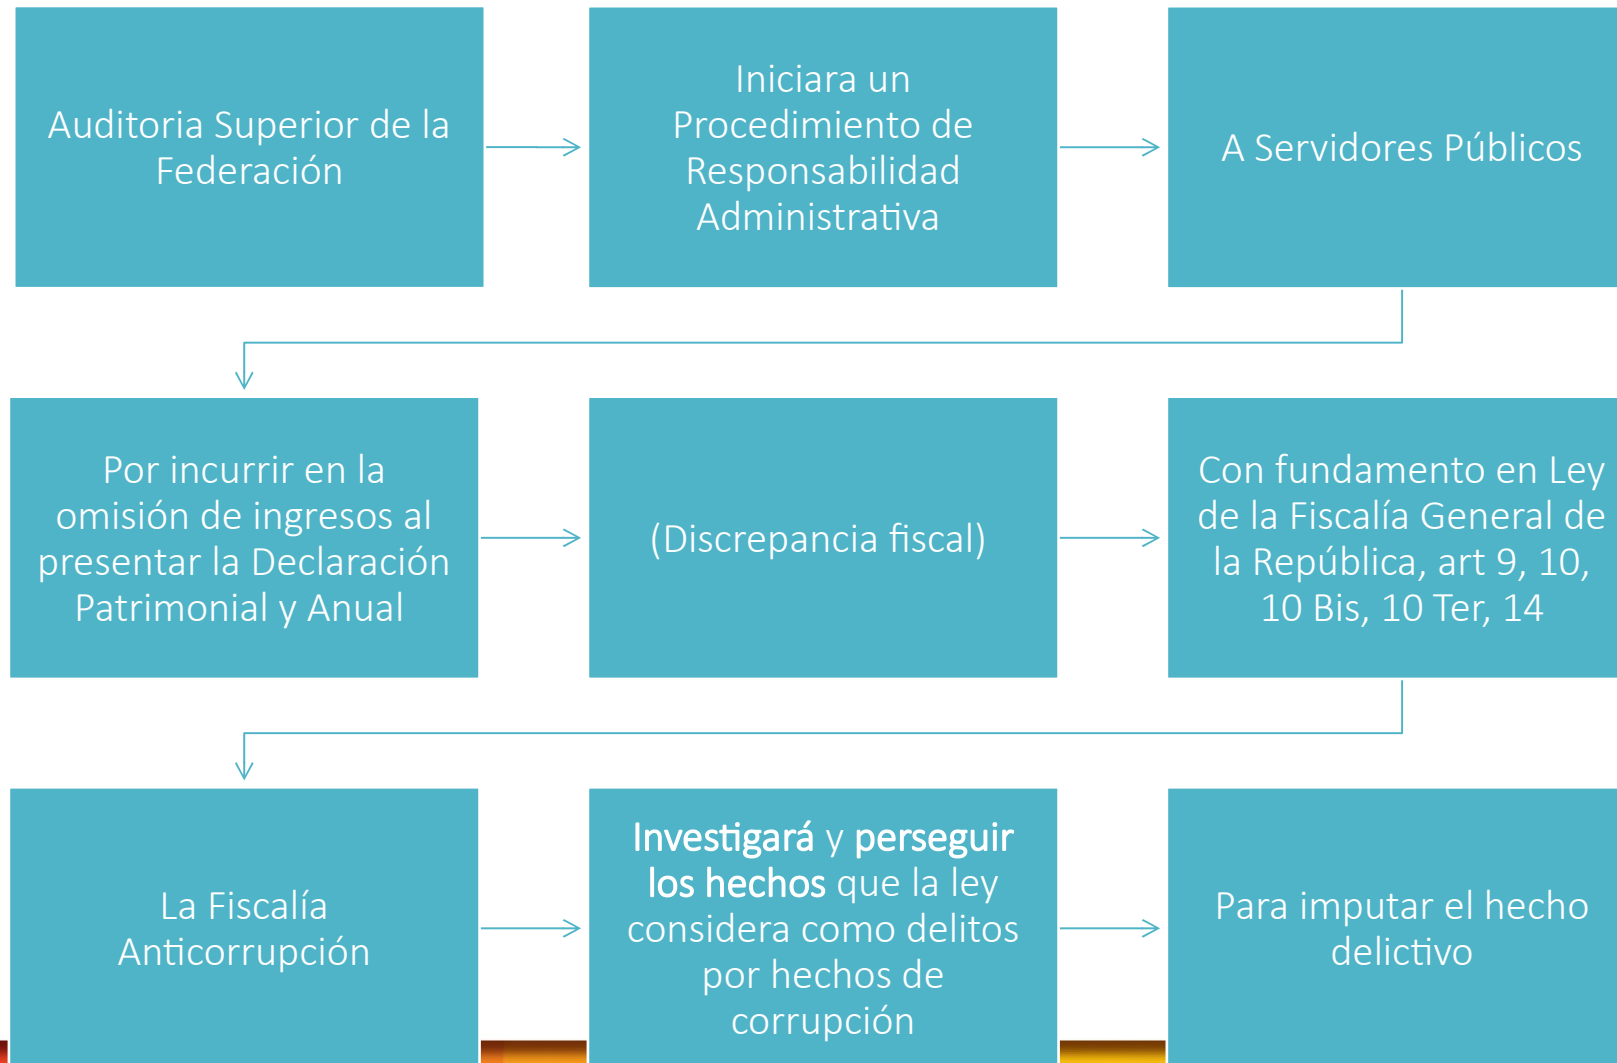 Auditoria Superior de la
Federación
Iniciara un
Procedimiento de
Responsabilidad
Administrativa
A Servidores Públicos
Por incurrir en la
omisión de ingresos al
presentar la Declaración
Patrimonial y Anual
(Discrepancia fiscal)
Con fundamento en Ley
de la Fiscalía General de
la República, art 9, 10,
10 Bis, 10 Ter, 14
La Fiscalía
Anticorrupción
Investigará y perseguir
los hechos que la ley
considera como delitos
por hechos de
corrupción
Para imputar el hecho
delictivo